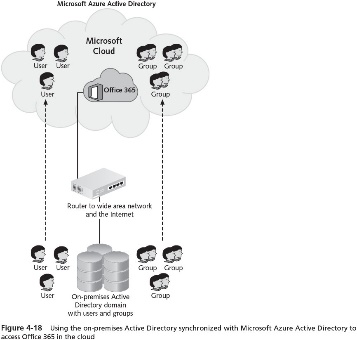 Microsoft Azure Active Directory
Microsoft
Cloud
User User
User
Group Group
Group
Office 365
Router to wide area network
and the Internet
User User
User
Group Group
Group
On-premises Active
Directory domain
with users and groups
Figure 4-18 Using the on-premises Active Directory synchronized with Microsoft Azure Active Directory to
access Office 365 in the cloud